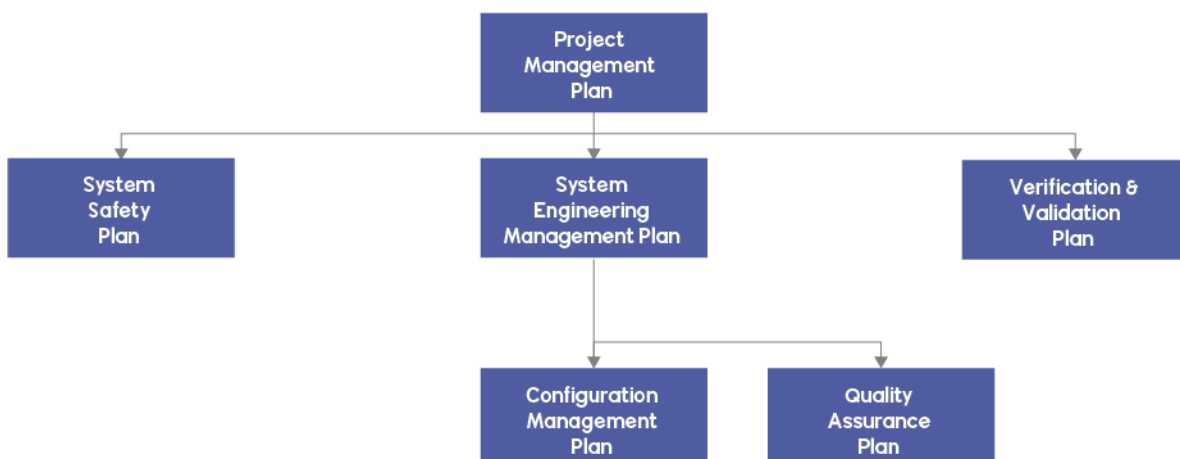 Project
Management
Plan
System
Safety
Plan
System
Engineering
Management Plan
Verification &
Validation
Plan
Configuration
Management
Plan
Quality
Assurance
Plan